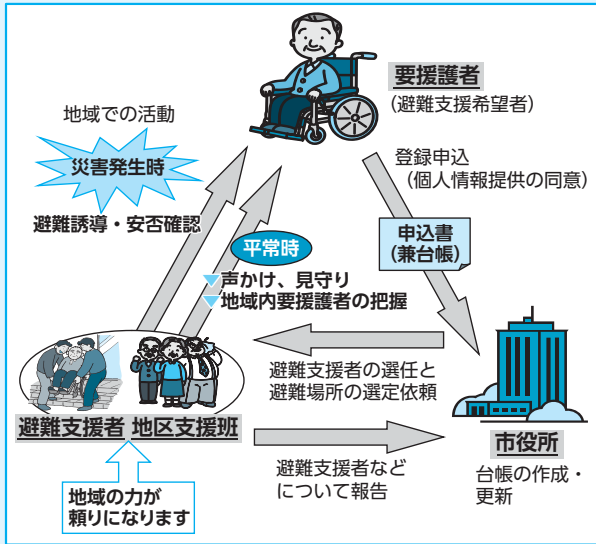 要援護者
(避難支援希望者)
地域での活動
災害発生時
避難誘導・安否確認
登録申込
(個人情報提供の同意)
申込書
(兼台帳)
平常時
▼声かけ、見守り
▼地域内要援護者の把握
避難支援者の選任と
避難場所の選定依頼
避難支援者 地区支援班
市役所
台帳の作成・
更新
避難支援者など
について報告
地域の力が
頼りになります